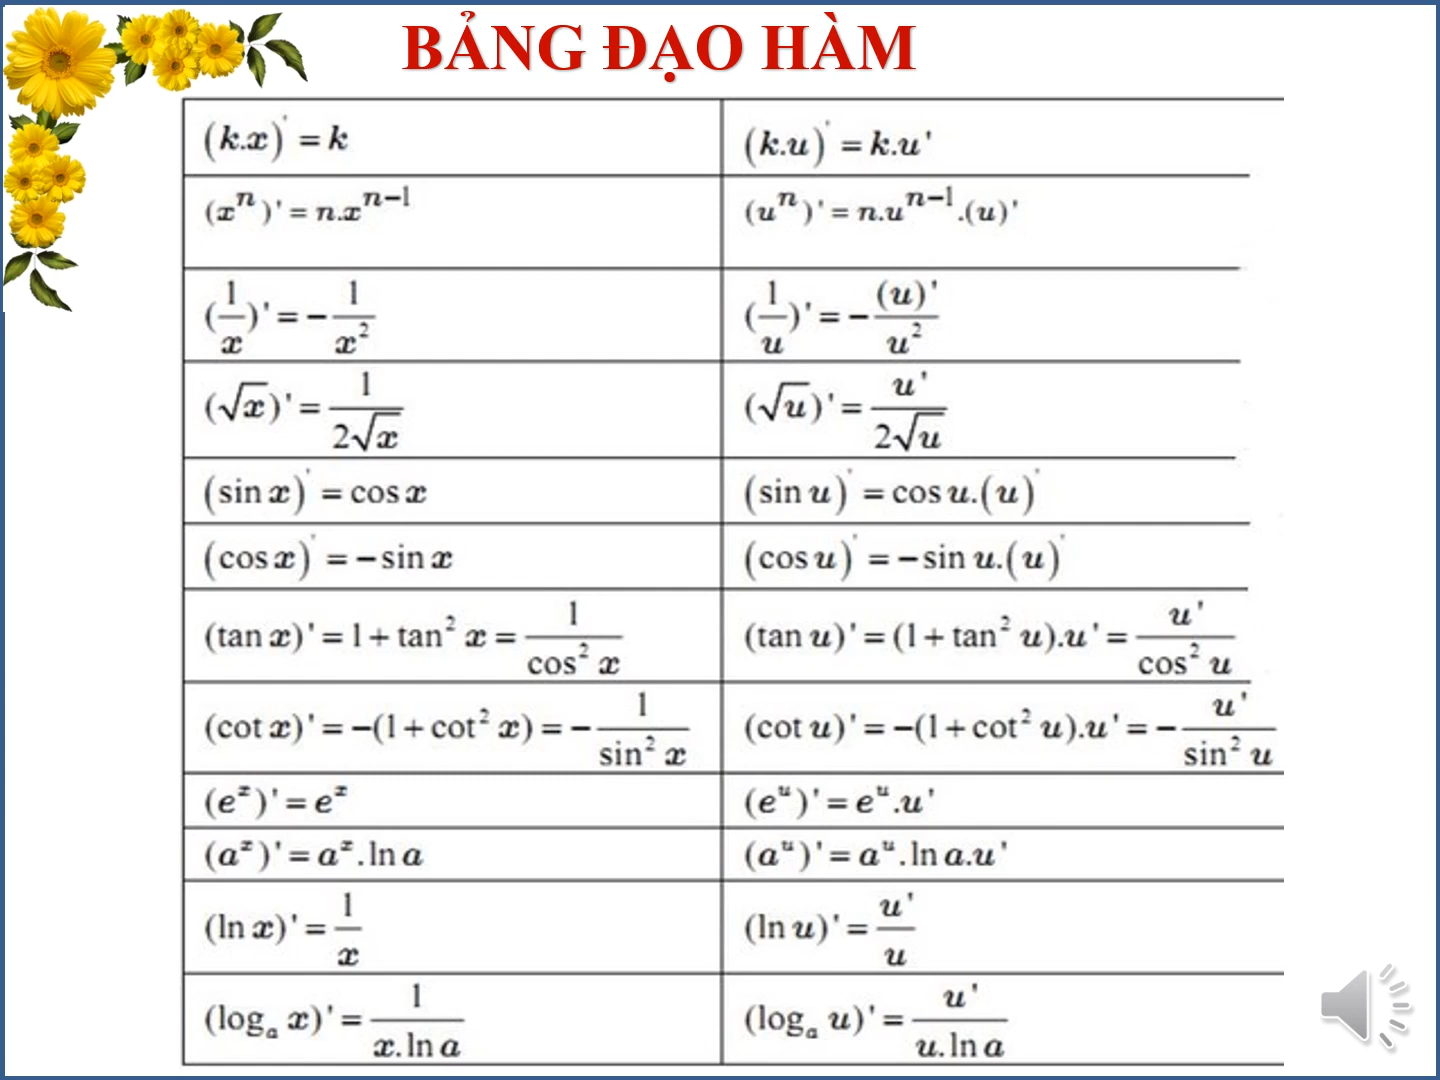 BẢNG ĐẠO HÀM
(k.x)' = k
(k.u)' = k.u'
(xⁿ)' = n.xⁿ⁻¹
(uⁿ)' = n.uⁿ⁻¹.(u)'
(1/x)' = −1/x²
(1/u)' = −(u)'/u²
(√x)' = 1/(2√x)
(√u)' = u'/(2√u)
(sin x)' = cos x
(sin u)' = cos u.(u)'
(cos x)' = −sin x
(cos u)' = −sin u.(u)'
(tan x)' = 1 + tan² x = 1/cos² x
(tan u)' = (1 + tan² u).u' = u'/cos² u
(cot x)' = −(1 + cot² x) = −1/sin² x
(cot u)' = −(1 + cot² u).u' = −u'/sin² u
(eˣ)' = eˣ
(eᵘ)' = eᵘ.u'
(aˣ)' = aˣ.ln a
(aᵘ)' = aᵘ.ln a.u'
(ln x)' = 1/x
(ln u)' = u'/u
(logₐ x)' = 1/(x.ln a)
(logₐ u)' = u'/(u.ln a)